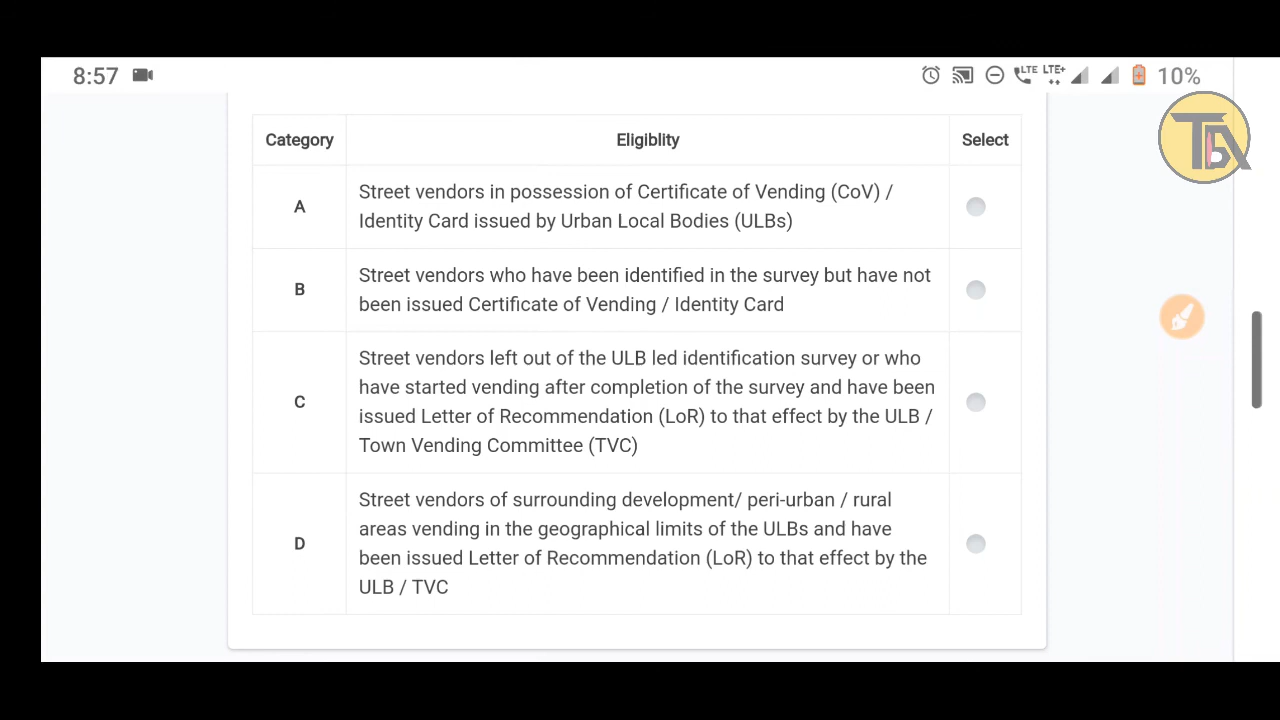 8:57
LTE LTE+ 10%
Category Eligiblity Select
A
Street vendors in possession of Certificate of Vending (CoV) /
Identity Card issued by Urban Local Bodies (ULBs)
B
Street vendors who have been identified in the survey but have not
been issued Certificate of Vending / Identity Card
C
Street vendors left out of the ULB led identification survey or who
have started vending after completion of the survey and have been
issued Letter of Recommendation (LoR) to that effect by the ULB /
Town Vending Committee (TVC)
D
Street vendors of surrounding development/ peri-urban / rural
areas vending in the geographical limits of the ULBs and have
been issued Letter of Recommendation (LoR) to that effect by the
ULB / TVC